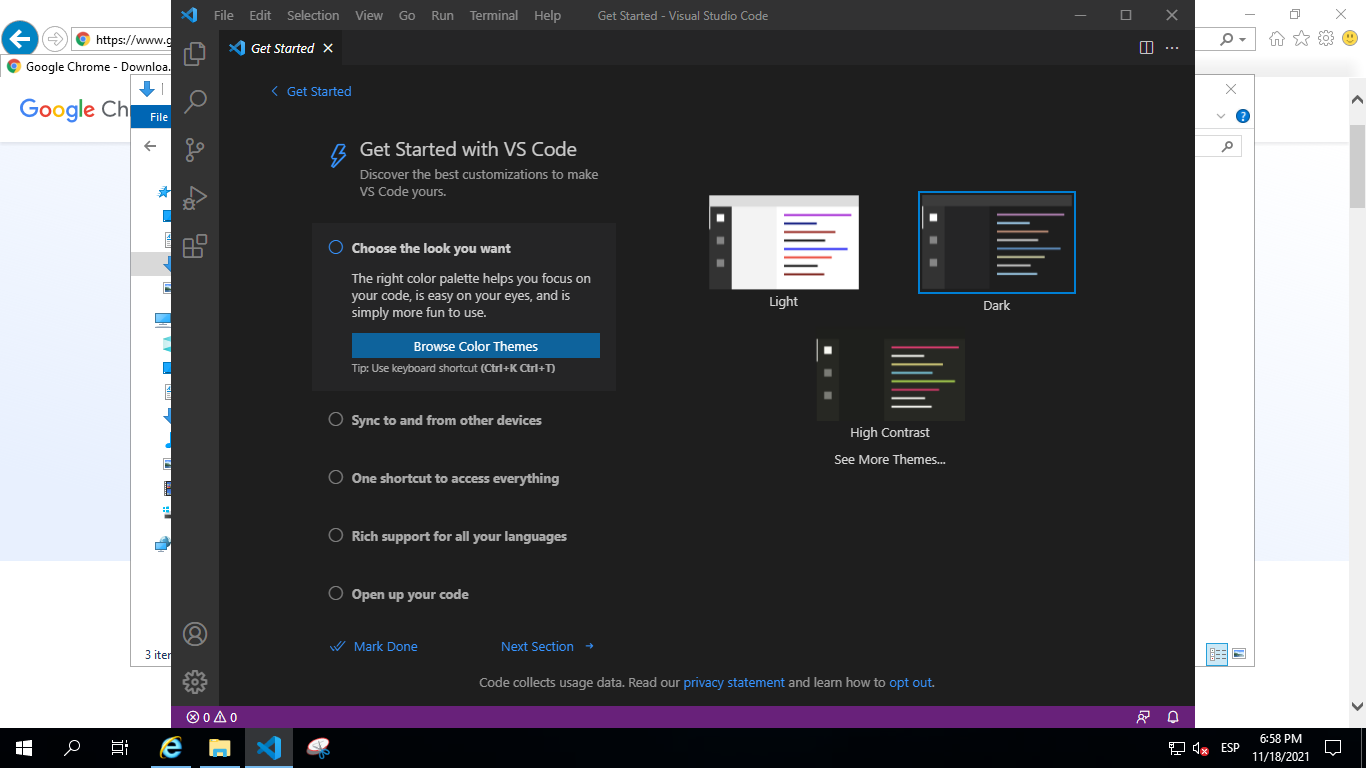 File Edit Selection View Go Run Terminal Help
Get Started - Visual Studio Code
https://www.g
Google Chrome - Downloa.
Google Ch
File
Get Started
Get Started
Get Started with VS Code
Discover the best customizations to make
VS Code yours.
Choose the look you want
The right color palette helps you focus on
your code, is easy on your eyes, and is
simply more fun to use.
Browse Color Themes
Tip: Use keyboard shortcut (Ctrl+K Ctrl+T)
Sync to and from other devices
One shortcut to access everything
Rich support for all your languages
Open up your code
Mark Done
Next Section
Light
Dark
High Contrast
See More Themes...
Code collects usage data. Read our privacy statement and learn how to opt out.
3 iter
0 0
ESP
6:58 PM
11/18/2021